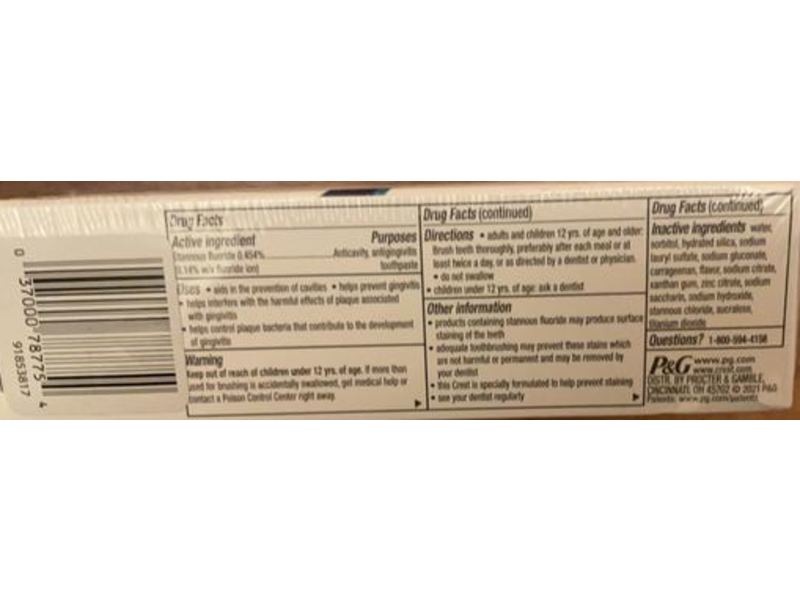 0
37000 78775
4
91853817
Drug Facts
Active ingredient Purposes
Stannous fluoride 0.454% Anticavity, antigingivitis
(0.14% w/v fluoride ion) toothpaste
Uses • aids in the prevention of cavities • helps prevent gingivitis
• helps interfere with the harmful effects of plaque associated
with gingivitis
• helps control plaque bacteria that contribute to the development
of gingivitis
Warning
Keep out of reach of children under 12 yrs. of age. If more than
used for brushing is accidentally swallowed, get medical help or
contact a Poison Control Center right away.
Drug Facts (continued)
Directions • adults and children 12 yrs. of age and older:
Brush teeth thoroughly, preferably after each meal or at
least twice a day, or as directed by a dentist or physician.
• do not swallow
• children under 12 yrs. of age: ask a dentist
Other information
• products containing stannous fluoride may produce surface
staining of the teeth
• adequate toothbrushing may prevent these stains which
are not harmful or permanent and may be removed by
your dentist
• this Crest is specially formulated to help prevent staining
• see your dentist regularly
Drug Facts (continued)
Inactive ingredients water,
sorbitol, hydrated silica, sodium
lauryl sulfate, sodium gluconate,
carrageenan, flavor, sodium citrate,
xanthan gum, zinc citrate, sodium
saccharin, sodium hydroxide,
stannous chloride, sucralose,
titanium dioxide
Questions? 1-800-594-4158
P&G www.pg.com
www.crest.com
DISTR. BY PROCTER & GAMBLE,
CINCINNATI OH 45202 © 2021 P&G
Patents: www.pg.com/patents